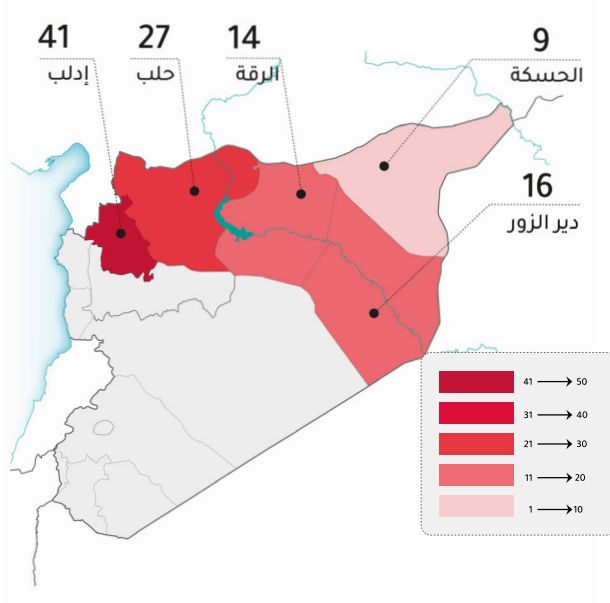 41
إدلب
27
حلب
14
الرقة
9
الحسكة
16
دير الزور
41 → 50
31 → 40
21 → 30
11 → 20
1 → 10